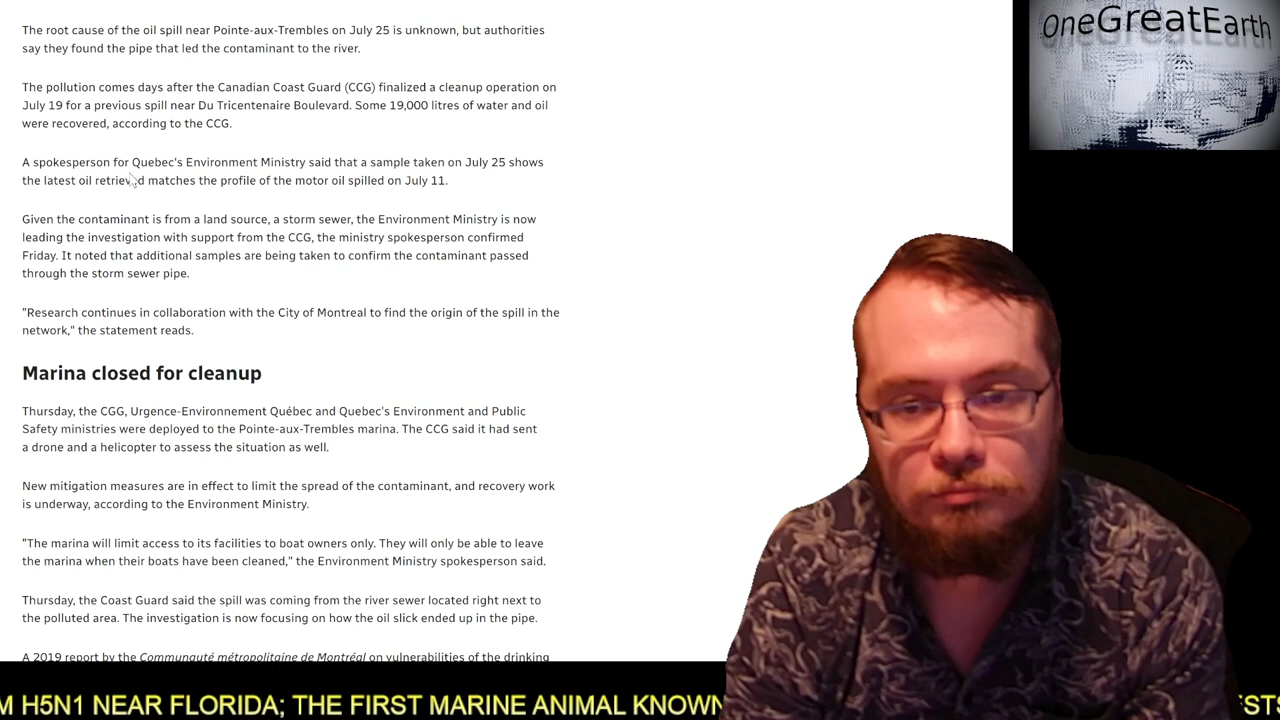 The root cause of the oil spill near Pointe-aux-Trembles on July 25 is unknown, but authorities
say they found the pipe that led the contaminant to the river.
The pollution comes days after the Canadian Coast Guard (CCG) finalized a cleanup operation on
July 19 for a previous spill near Du Tricentenaire Boulevard. Some 19,000 litres of water and oil
were recovered, according to the CCG.
A spokesperson for Quebec's Environment Ministry said that a sample taken on July 25 shows
the latest oil retrieved matches the profile of the motor oil spilled on July 11.
Given the contaminant is from a land source, a storm sewer, the Environment Ministry is now
leading the investigation with support from the CCG, the ministry spokesperson confirmed
Friday. It noted that additional samples are being taken to confirm the contaminant passed
through the storm sewer pipe.
"Research continues in collaboration with the City of Montreal to find the origin of the spill in the
network," the statement reads.
Marina closed for cleanup
Thursday, the CGG, Urgence-Environnement Québec and Quebec's Environment and Public
Safety ministries were deployed to the Pointe-aux-Trembles marina. The CCG said it had sent
a drone and a helicopter to assess the situation as well.
New mitigation measures are in effect to limit the spread of the contaminant, and recovery work
is underway, according to the Environment Ministry.
"The marina will limit access to its facilities to boat owners only. They will only be able to leave
the marina when their boats have been cleaned," the Environment Ministry spokesperson said.
Thursday, the Coast Guard said the spill was coming from the river sewer located right next to
the polluted area. The investigation is now focusing on how the oil slick ended up in the pipe.
A 2019 report by the Communauté métropolitaine de Montréal on vulnerabilities of the drinking
OneGreatEarth
M H5N1 NEAR FLORIDA; THE FIRST MARINE ANIMAL KNOWN STS